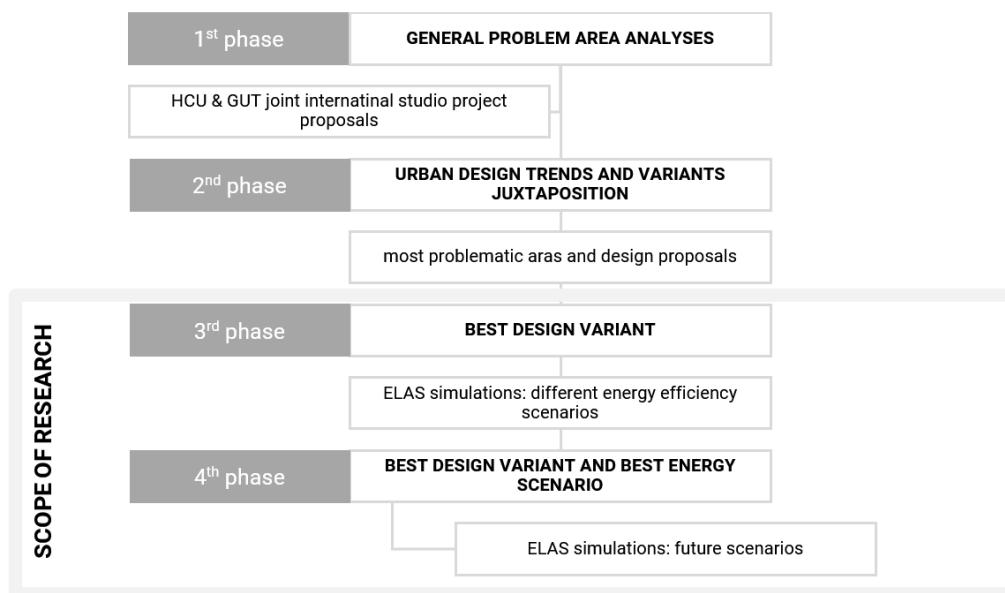 1st phase
GENERAL PROBLEM AREA ANALYSES
HCU & GUT joint internatinal studio project
proposals
2nd phase
URBAN DESIGN TRENDS AND VARIANTS
JUXTAPOSITION
most problematic aras and design proposals
SCOPE OF RESEARCH
3rd phase
BEST DESIGN VARIANT
ELAS simulations: different energy efficiency
scenarios
4th phase
BEST DESIGN VARIANT AND BEST ENERGY
SCENARIO
ELAS simulations: future scenarios